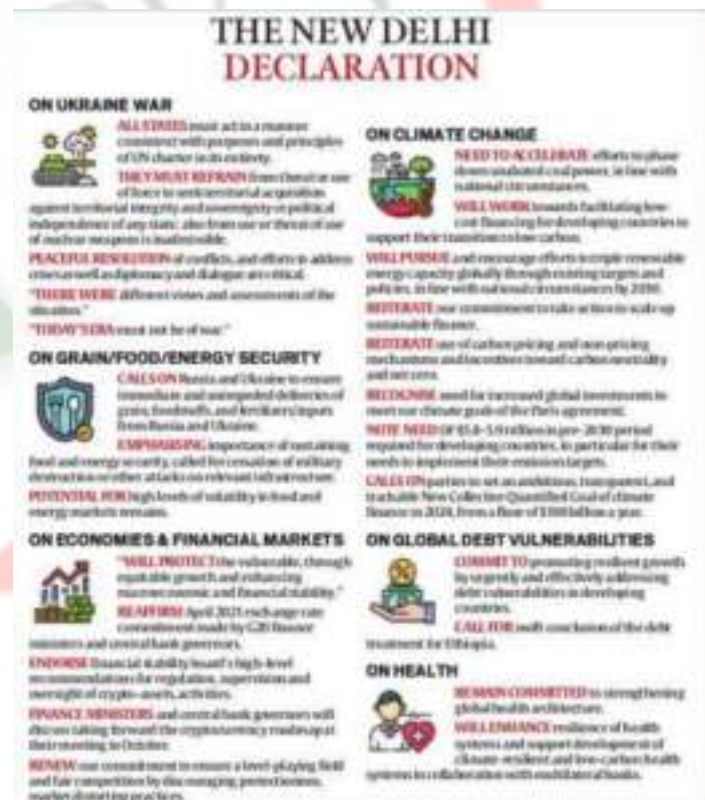 THE NEW DELHI
DECLARATION
ON UKRAINE WAR
ALL STATES must act in a manner
consistent with purposes and principles
of UN charter in its entirety.
THEY MUST REFRAIN from threat or use
of force to seek territorial acquisition
against territorial integrity and sovereignty or political
independence of any state; also from use or threat of use
of nuclear weapons is inadmissible.
PEACEFUL RESOLUTION of conflicts, and efforts to address
crises as well as diplomacy and dialogue are critical.
"THERE WERE different views and assessments of the
situation."
"TODAY'S ERA must not be of war."
ON GRAIN/FOOD/ENERGY SECURITY
CALLS ON Russia and Ukraine to ensure
immediate and unimpeded deliveries of
grain, foodstuffs, and fertilizers/inputs
from Russia and Ukraine.
EMPHASISING importance of sustaining
food and energy security, called for cessation of military
destruction or other attacks on relevant infrastructure.
POTENTIAL FOR high levels of volatility in food and
energy markets remains.
ON ECONOMIES & FINANCIAL MARKETS
"WILL PROTECT the vulnerable, through
equitable growth and enhancing
macroeconomic and financial stability."
REAFFIRM April 2021 exchange rate
commitment made by G20 finance
ministers and central bank governors.
ENDORSE financial stability board's high-level
recommendations for regulation, supervision and
oversight of crypto-assets, activities.
FINANCE MINISTERS and central bank governors will
discuss taking forward the cryptocurrency roadmap at
their meeting in October.
RENEW our commitment to ensure a level-playing field
and fair competition by discouraging protectionism,
market distorting practices.
ON CLIMATE CHANGE
NEED TO ACCELERATE efforts to phase
down unabated coal power, in line with
national circumstances.
WILL WORK towards facilitating low-
cost financing for developing countries to
support their transition to low carbon.
WILL PURSUE and encourage efforts to triple renewable
energy capacity globally through existing targets and
policies, in line with national circumstances by 2030.
REITERATE our commitment to take action to scale up
sustainable finance.
REITERATE use of carbon pricing and non-pricing
mechanisms and incentives toward carbon neutrality
and net zero.
RECOGNISE need for increased global investments to
meet our climate goals of the Paris agreement.
NOTE NEED OF $5.8-5.9 trillion in pre-2030 period
required for developing countries, in particular for their
needs to implement their emission targets.
CALLS ON parties to set an ambitious, transparent, and
trackable New Collective Quantified Goal of climate
finance in 2024, from a floor of $100 billion a year.
ON GLOBAL DEBT VULNERABILITIES
COMMIT TO promoting resilient growth
by urgently and effectively addressing
debt vulnerabilities in developing
countries.
CALL FOR swift conclusion of the debt
treatment for Ethiopia.
ON HEALTH
REMAIN COMMITTED to strengthening
global health architecture.
WILL ENHANCE resilience of health
systems and support development of
climate-resilient and low-carbon health
systems in collaboration with multilateral banks.